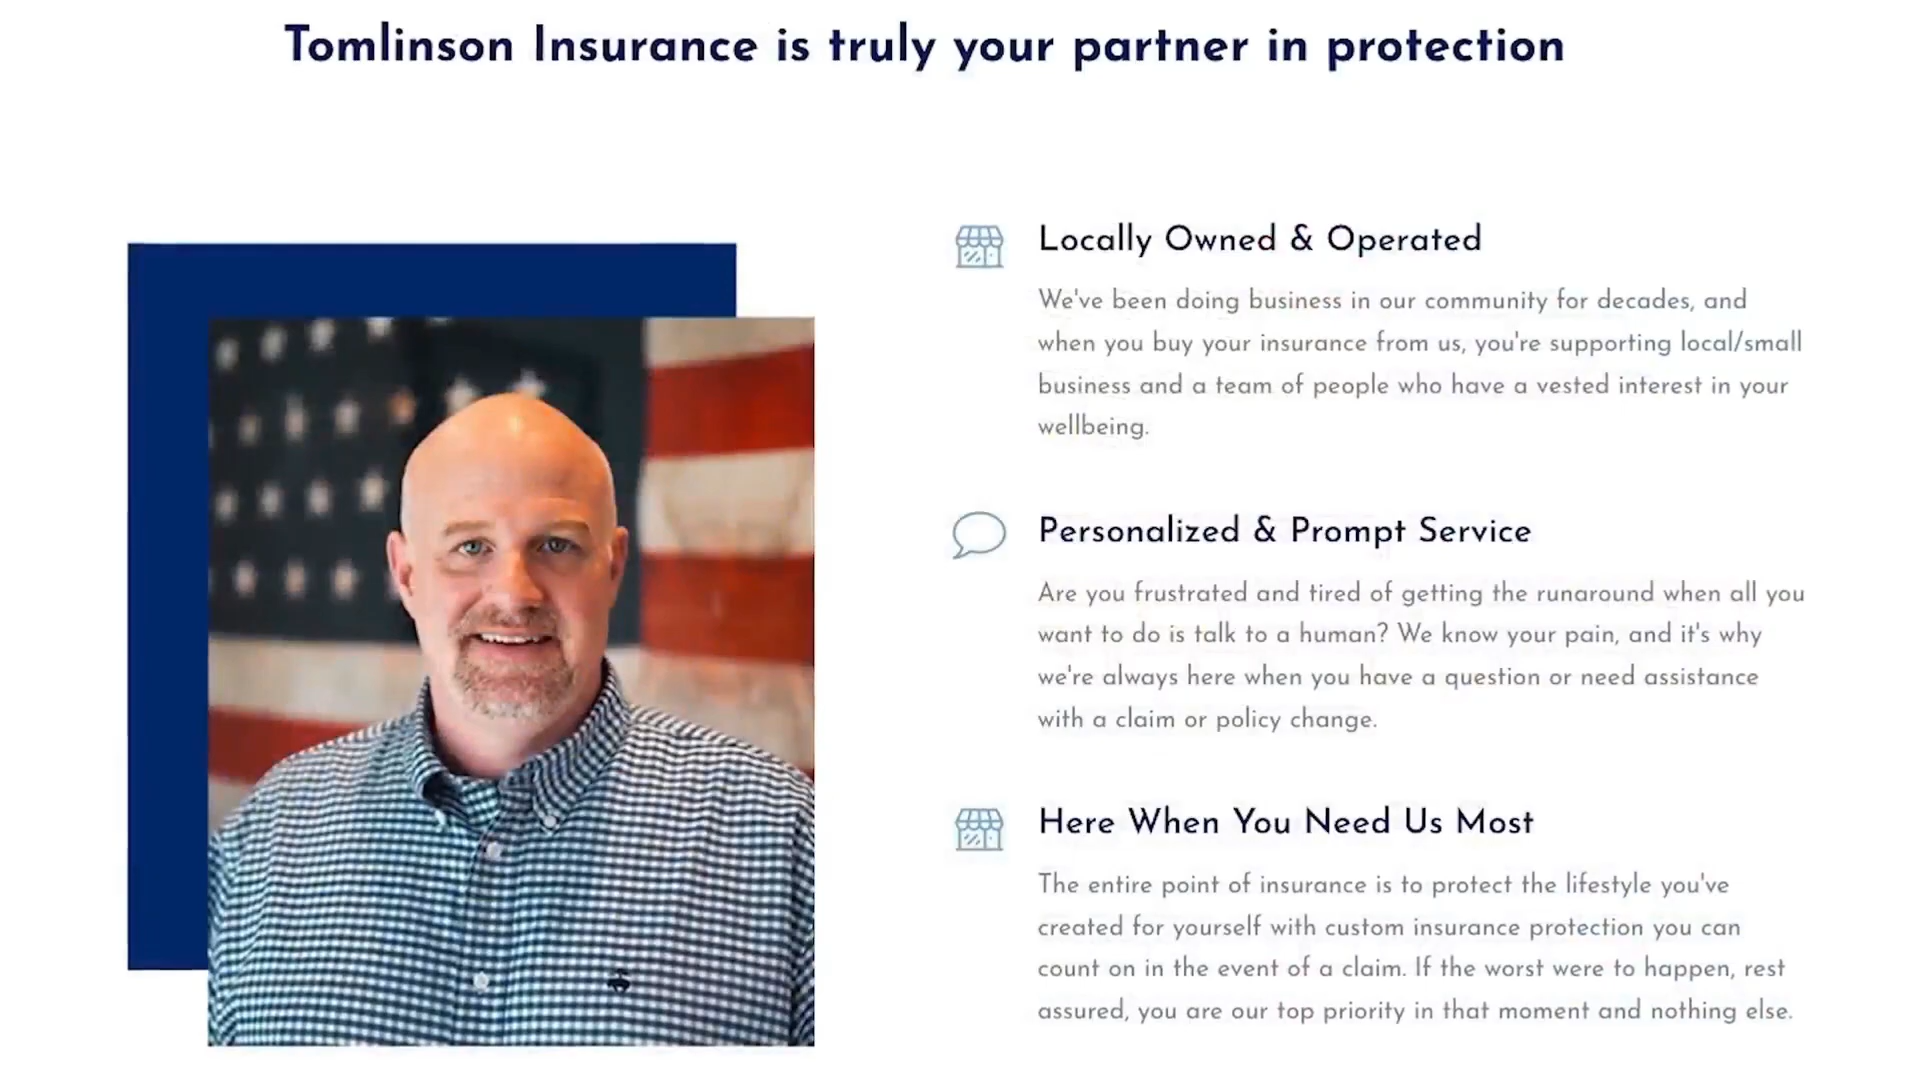 Tomlinson Insurance is truly your partner in protection
Locally Owned & Operated
We've been doing business in our community for decades, and
when you buy your insurance from us, you're supporting local/small
business and a team of people who have a vested interest in your
wellbeing.
Personalized & Prompt Service
Are you frustrated and tired of getting the runaround when all you
want to do is talk to a human? We know your pain, and it's why
we're always here when you have a question or need assistance
with a claim or policy change.
Here When You Need Us Most
The entire point of insurance is to protect the lifestyle you've
created for yourself with custom insurance protection you can
count on in the event of a claim. If the worst were to happen, rest
assured, you are our top priority in that moment and nothing else.